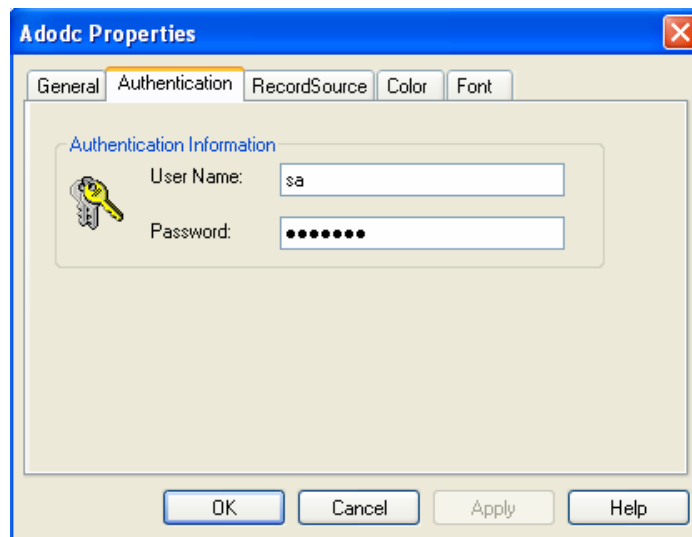 Adodc Properties
General Authentication RecordSource Color Font
Authentication Information
User Name: sa
Password: ●●●●●●●
OK Cancel Apply Help